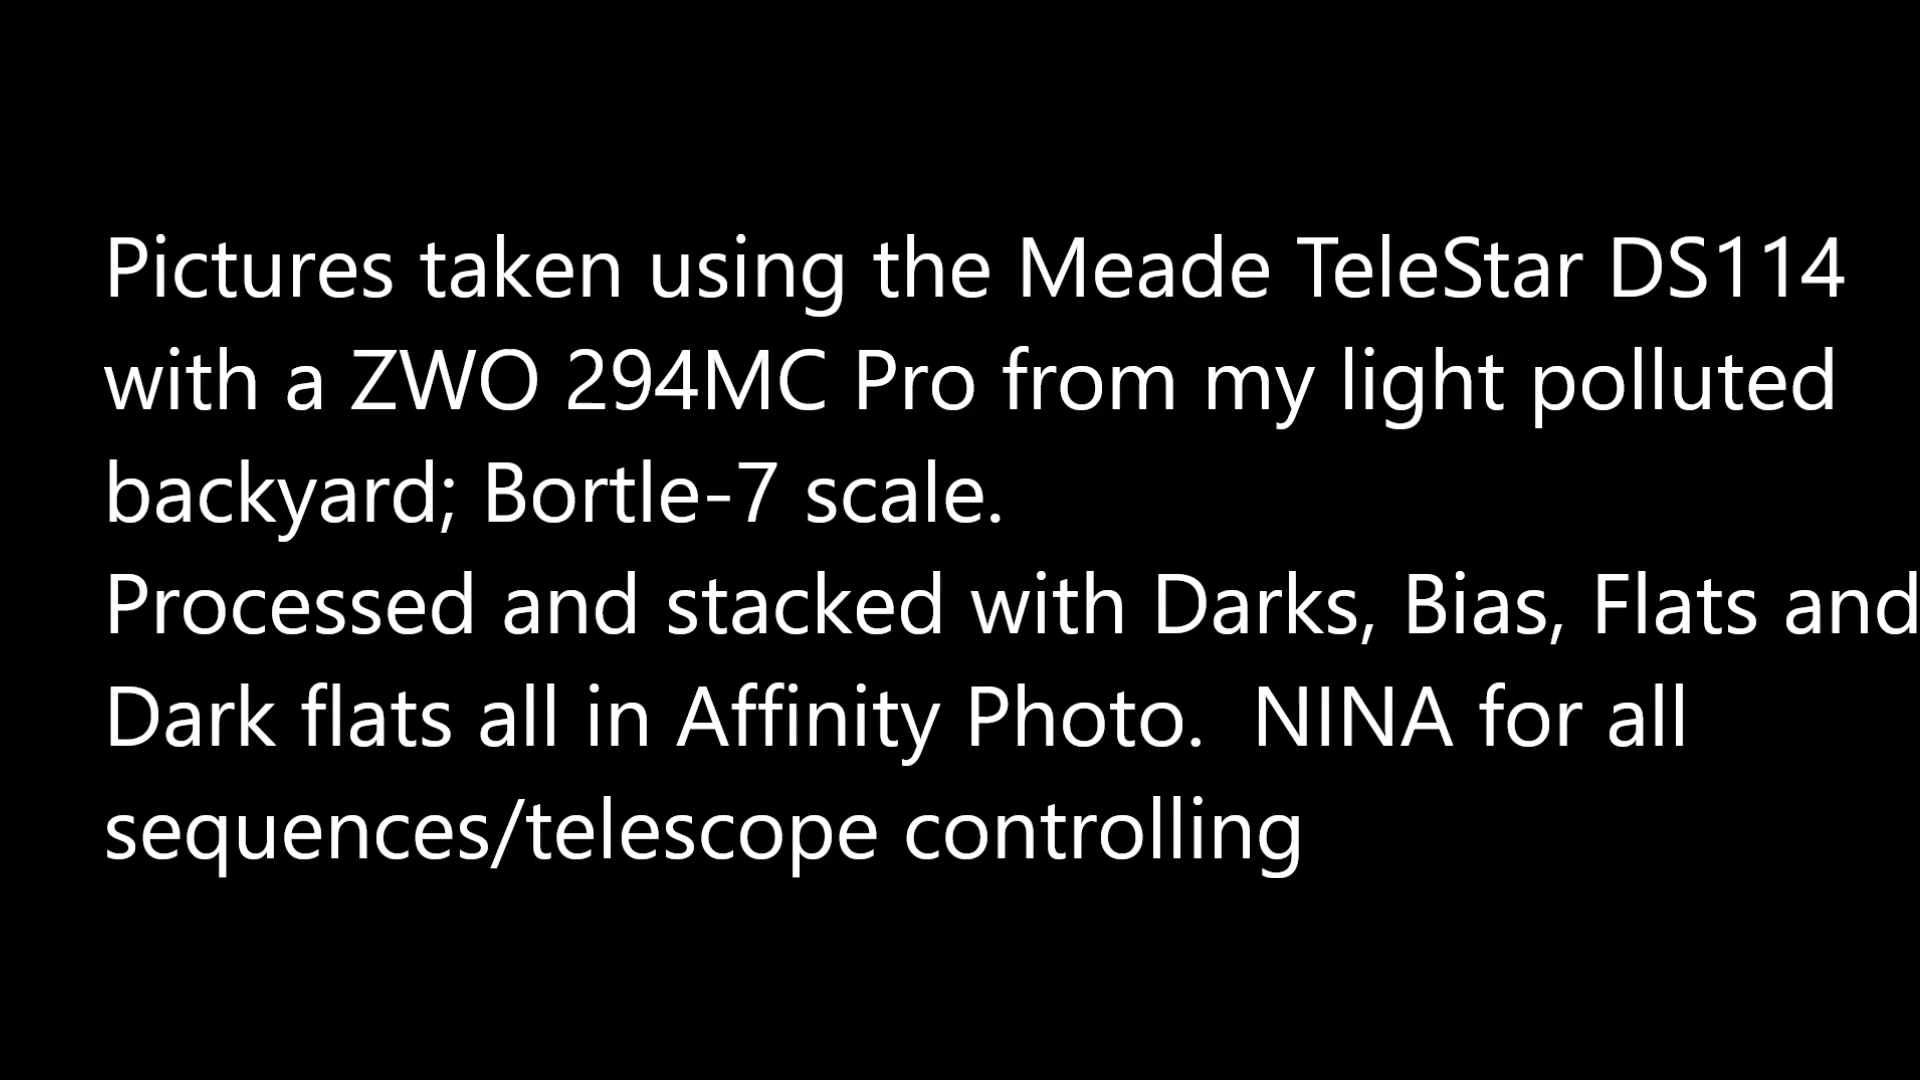 Pictures taken using the Meade TeleStar DS114
with a ZWO 294MC Pro from my light polluted
backyard; Bortle-7 scale.
Processed and stacked with Darks, Bias, Flats and
Dark flats all in Affinity Photo.  NINA for all
sequences/telescope controlling